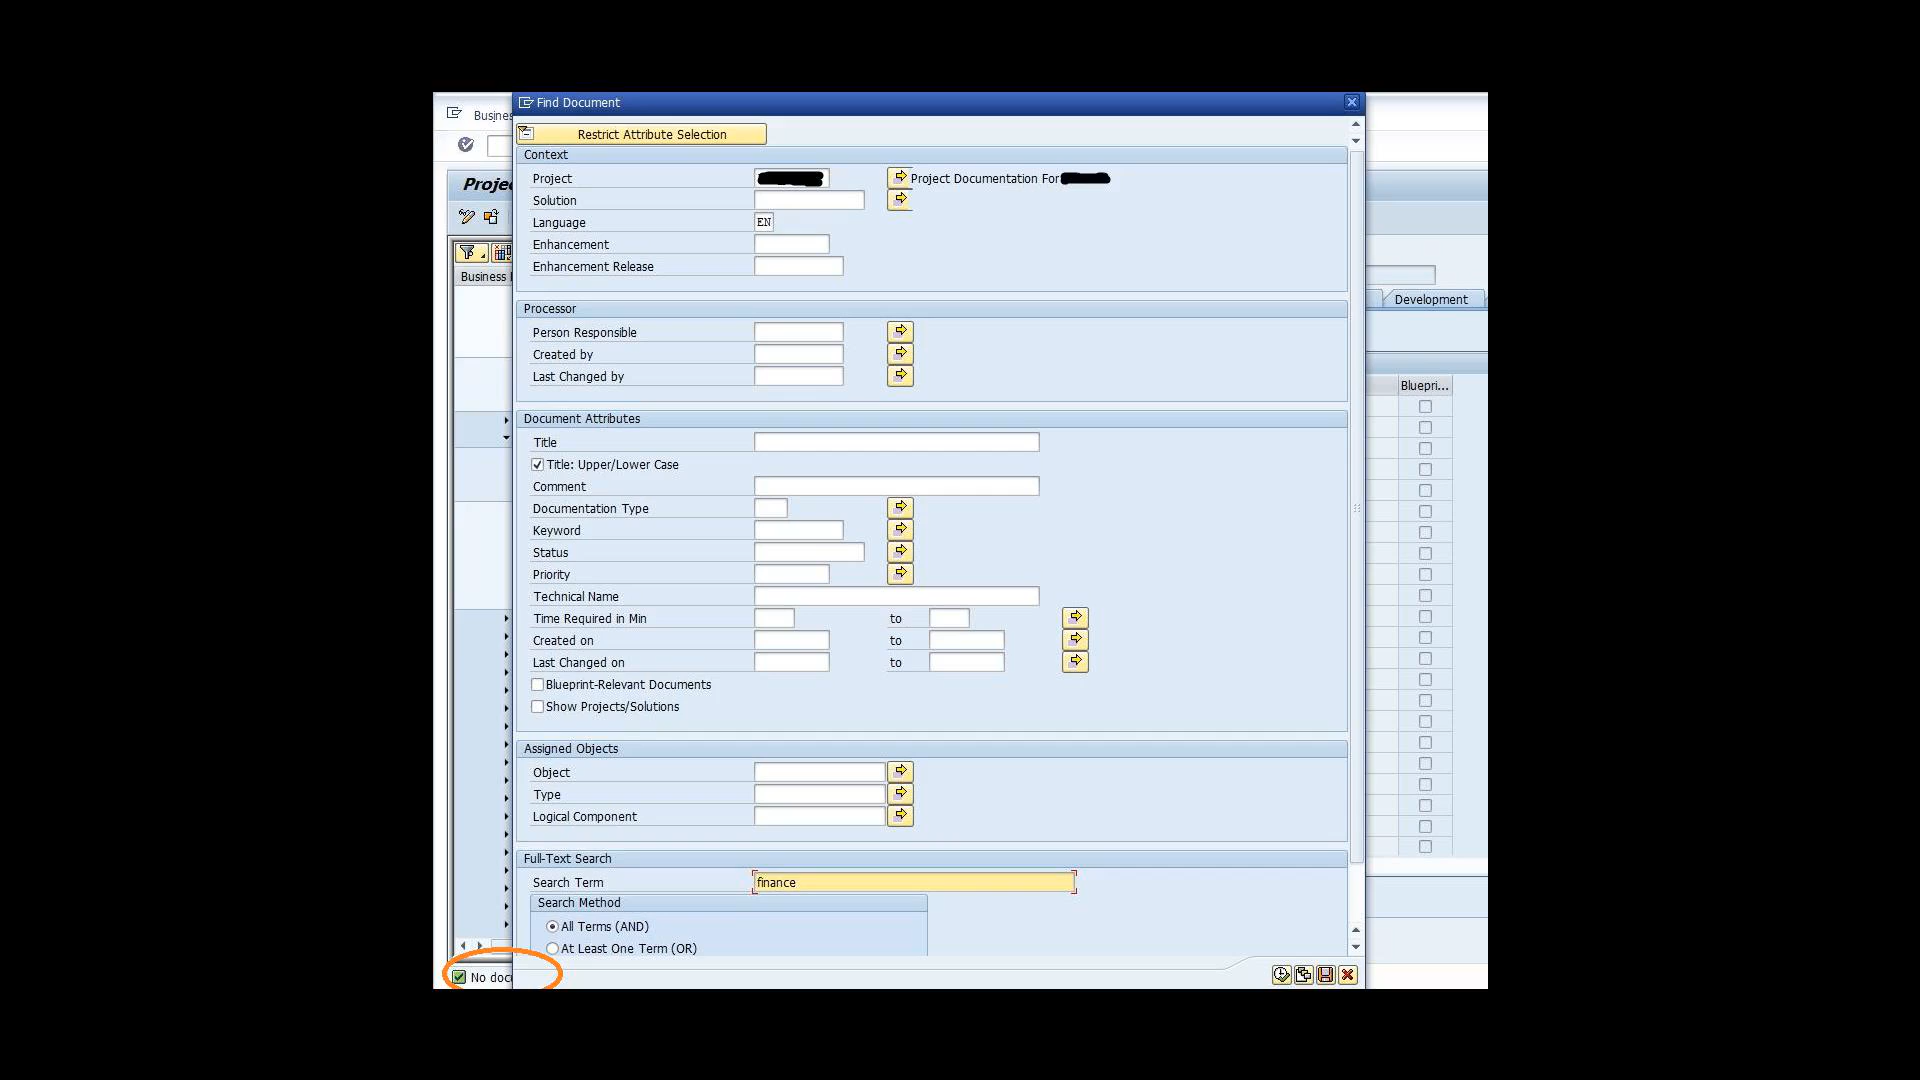 Find Document
Busines
Restrict Attribute Selection
Context
Project
Project Documentation For
Solution
Language
EN
Enhancement
Enhancement Release
Business
Processor
Development
Person Responsible
Created by
Last Changed by
Bluepri...
Document Attributes
Title
Title: Upper/Lower Case
Comment
Documentation Type
Keyword
Status
Priority
Technical Name
Time Required in Min to
Created on to
Last Changed on to
Blueprint-Relevant Documents
Show Projects/Solutions
Assigned Objects
Object
Type
Logical Component
Full-Text Search
Search Term
finance
Search Method
All Terms (AND)
At Least One Term (OR)
No doc